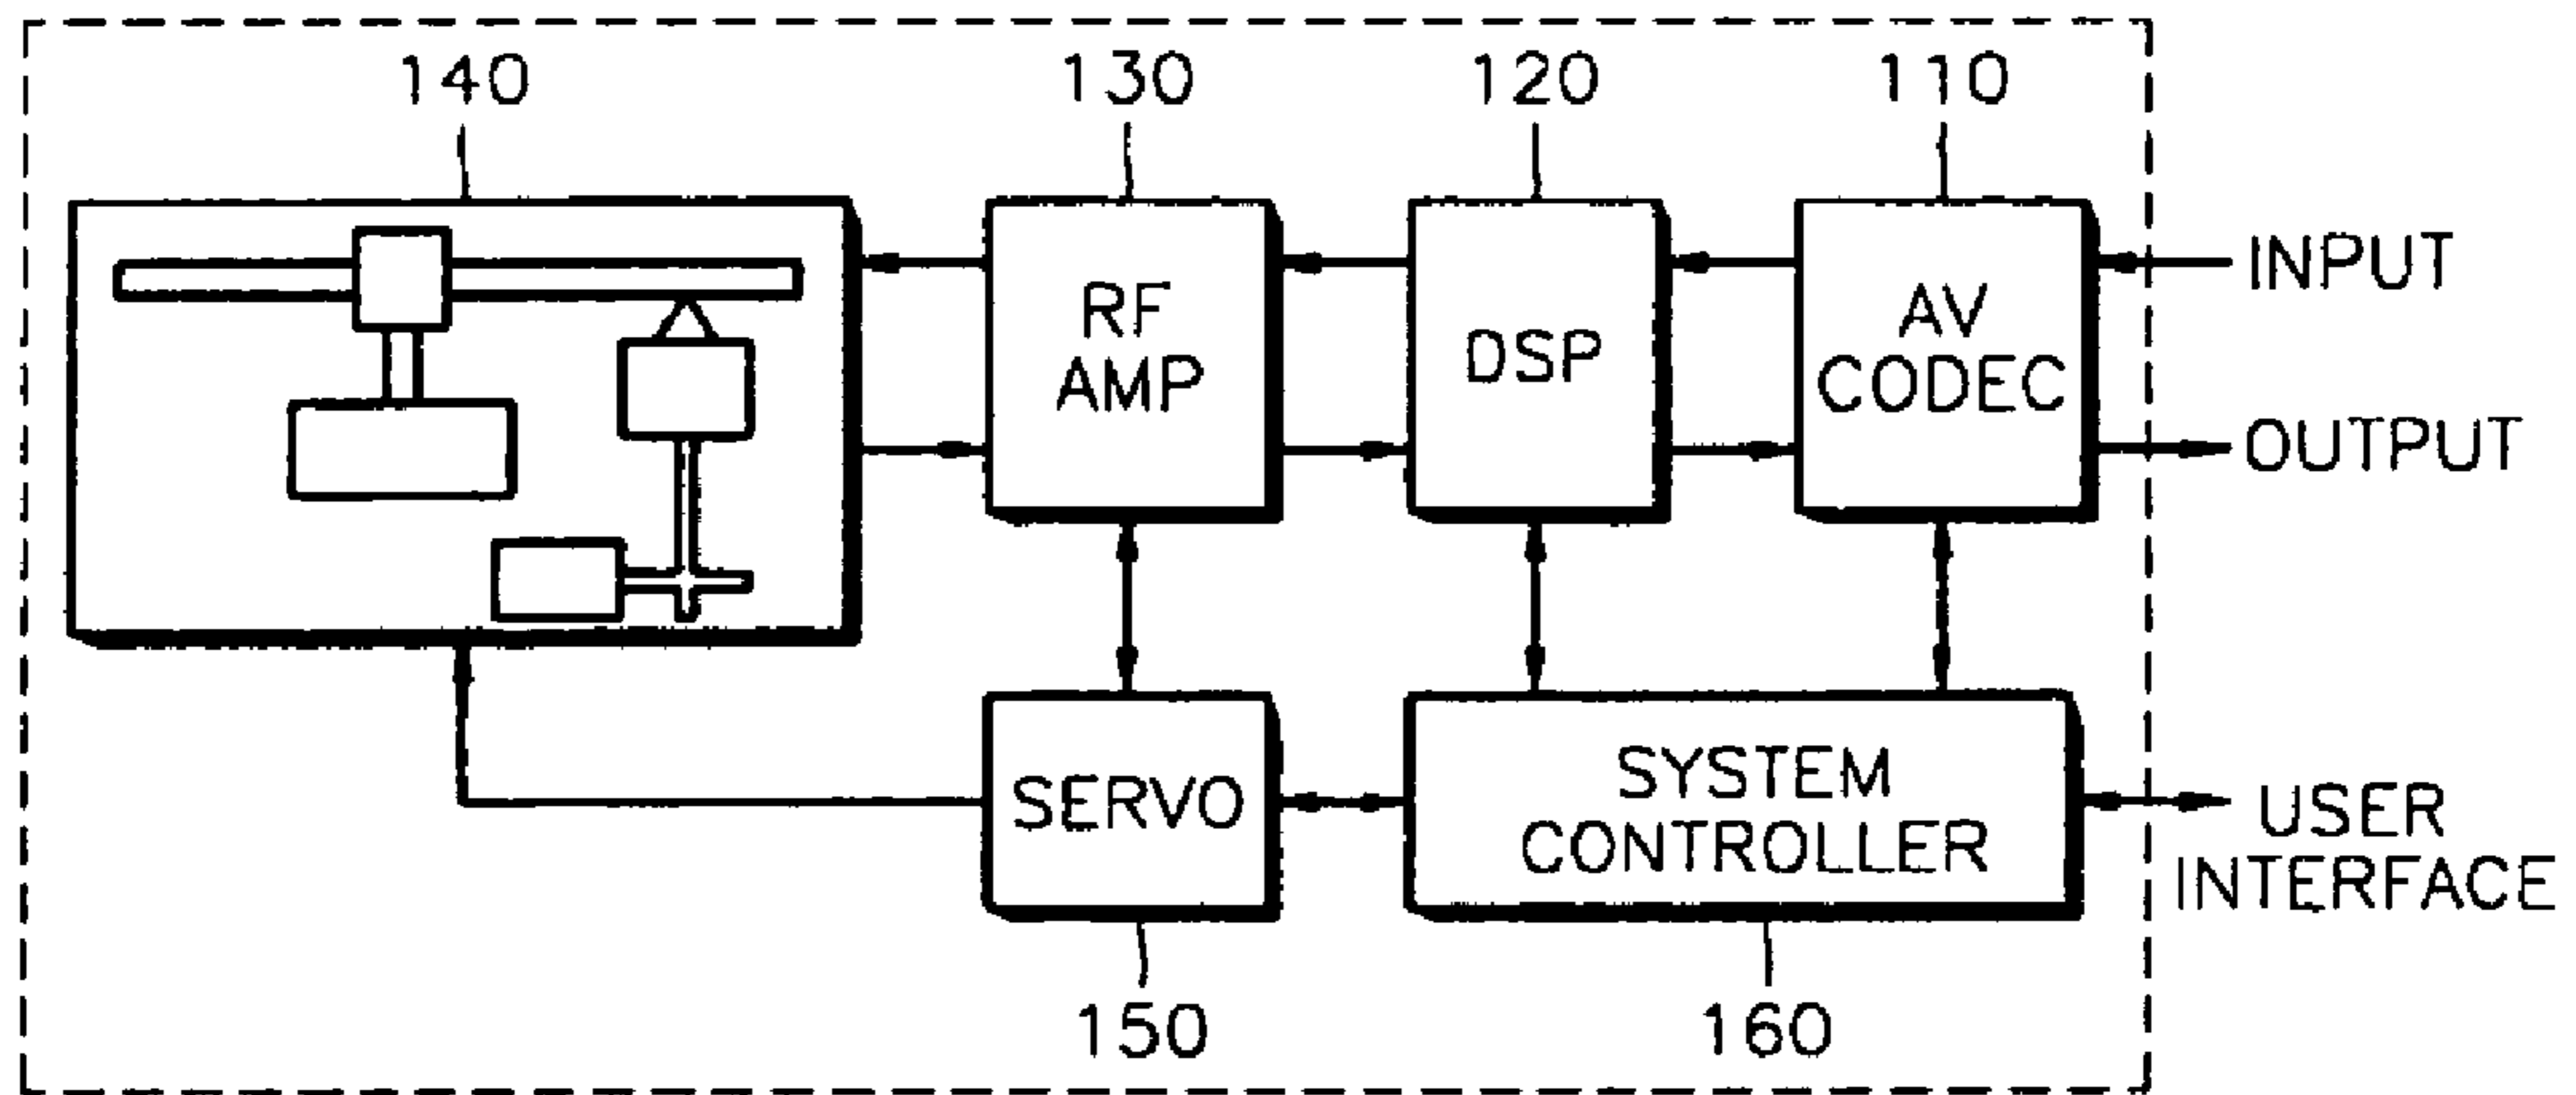 140
130
120
110
RF
AMP
DSP
AV
CODEC
INPUT
OUTPUT
SERVO
SYSTEM
CONTROLLER
USER
INTERFACE
150
160